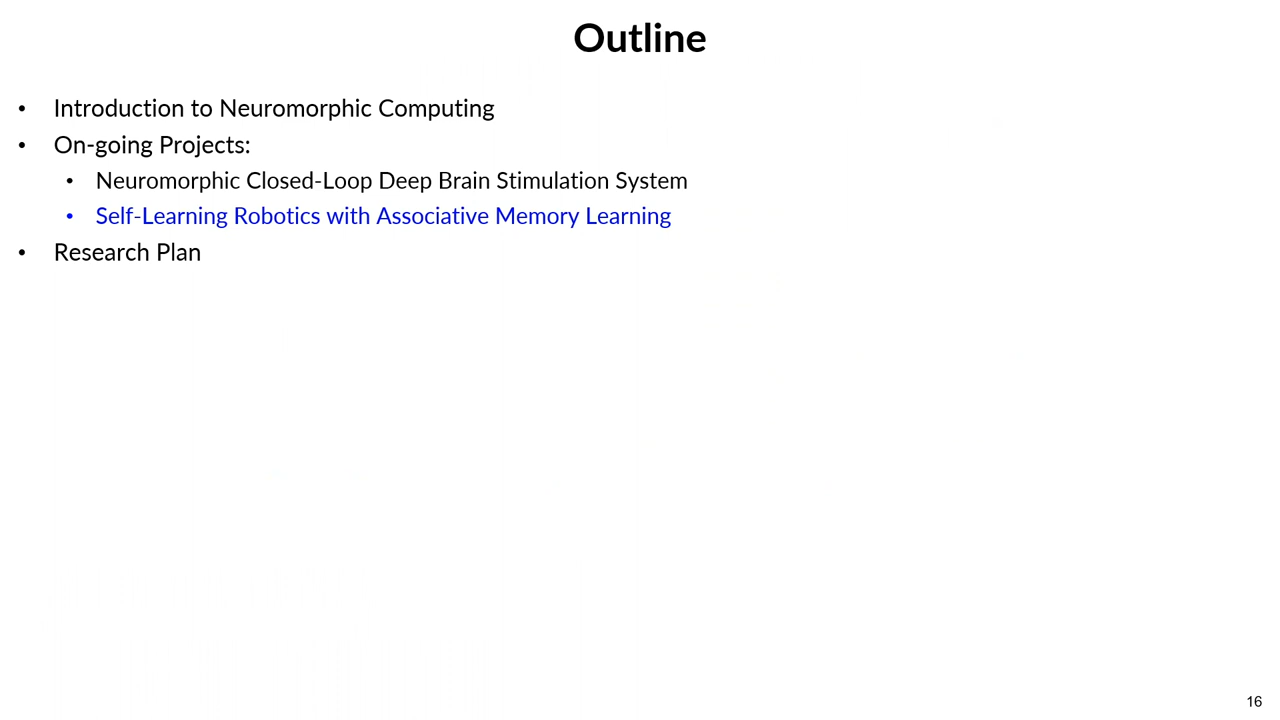 Outline
• Introduction to Neuromorphic Computing
• On-going Projects:
• Neuromorphic Closed-Loop Deep Brain Stimulation System
• Self-Learning Robotics with Associative Memory Learning
• Research Plan
16